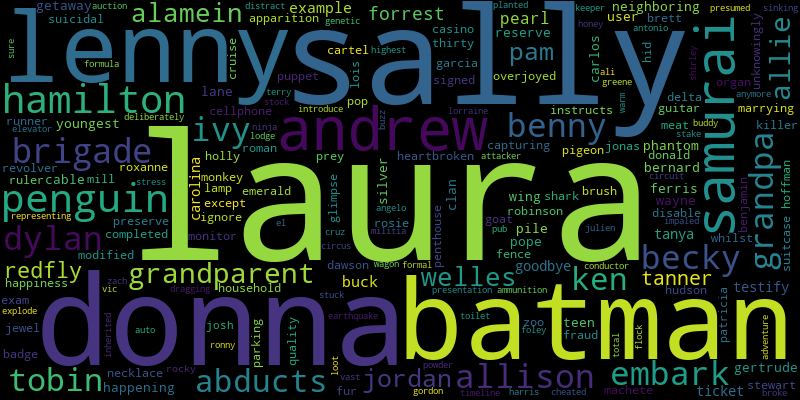 getaway
auction
distract
example
forrest
pearl
neighboring
planted
keeper
presumed
sinking
suicidal
apparition
genetic
highest
user
brett
honey
antonio
lenny
sally
alamein
cruise
casino
thirty
reserve
pam
carlos
hid
samurai
allie
unknowingly
sure
formula
cartel
garcia
overjoyed
ali
greene
shirley
hamilton
puppet
lois
signed
pop
terry
stock
introduce
lorraine
instructs
delta
guitar
warm
organ
marrying
anymore
lane
cellphone
buzz
runner
youngest
deliberately
ivy
andrew
benny
meat
buddy
stake
killer
elevator
ninja
lodge
roman
attacker
capturing
jonas
phantom
brigade
holly
prey
heartbroken
pigeon
donald
bernard
circuit
grandpa
revolver
roxanne
monkey
laura
silver
clan
wing
shark
brush
ferris
benjamin
hoffman
suitcase
ruler
cable
mill
stress
carolina
lamp
emerald
glimpse
robinson
wayne
impaled
penguin
except
ignore
angelo
goat
pile
disable
representing
preserve
el
rosie
militia
pub
pope
julien
tanya
whilst
dylan
completed
monitor
cruz
circus
penthouse
fence
modified
wagon
formal
goodbye
conductor
becky
redfly
zach
grandparent
dawson
welles
ken
tanner
happiness
vic
dragging
household
stuck
buck
presentation
ammunition
hudson
patricia
testify
exam
donna
batman
explode
inherited
earthquake
toilet
zoo
teen
jewel
auto
josh
parking
quality
foley
fraud
total
flock
adventure
badge
ronny
loot
gertrude
tobin
necklace
rocky
abducts
powder
jordan
allison
embark
happening
vast
fur
gordon
timeline
harris
cheated
machete
ticket
stewart
broke